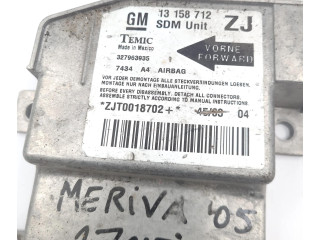 GM 13 158 712 ZJ
TEMIC SDM Unit
Made in Mexico
VORNE
FORWARD
327963935
7434 A4 AIRBAG
VOR JEDER DEMONTAGE ALLE STECKVERBINDUNGEN LOESEN.
MONTAGE NUR NACH EINBAUANLEITUNG.
BEFORE EVERY DISASSEMBLY, DETACH ALL CONNECTORS.
ASSEMBLE STRICTLY ACCORDING TO MANUAL INSTRUCTIONS.
*ZJT0018702+* 45/03 04
MERIVA '05